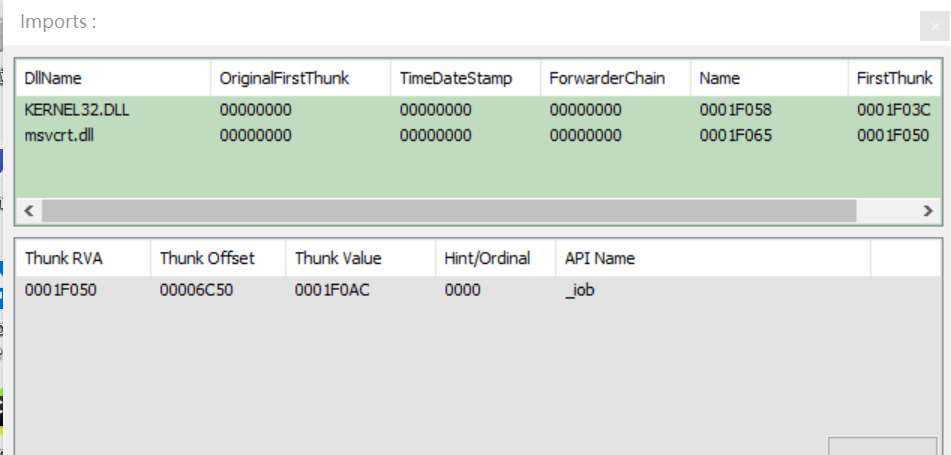 Imports :
DllName OriginalFirstThunk TimeDateStamp ForwarderChain Name FirstThunk
KERNEL32.DLL 00000000 00000000 00000000 0001F058 0001F03C
msvcrt.dll 00000000 00000000 00000000 0001F065 0001F050
Thunk RVA Thunk Offset Thunk Value Hint/Ordinal API Name
0001F050 00006C50 0001F0AC 0000 _iob